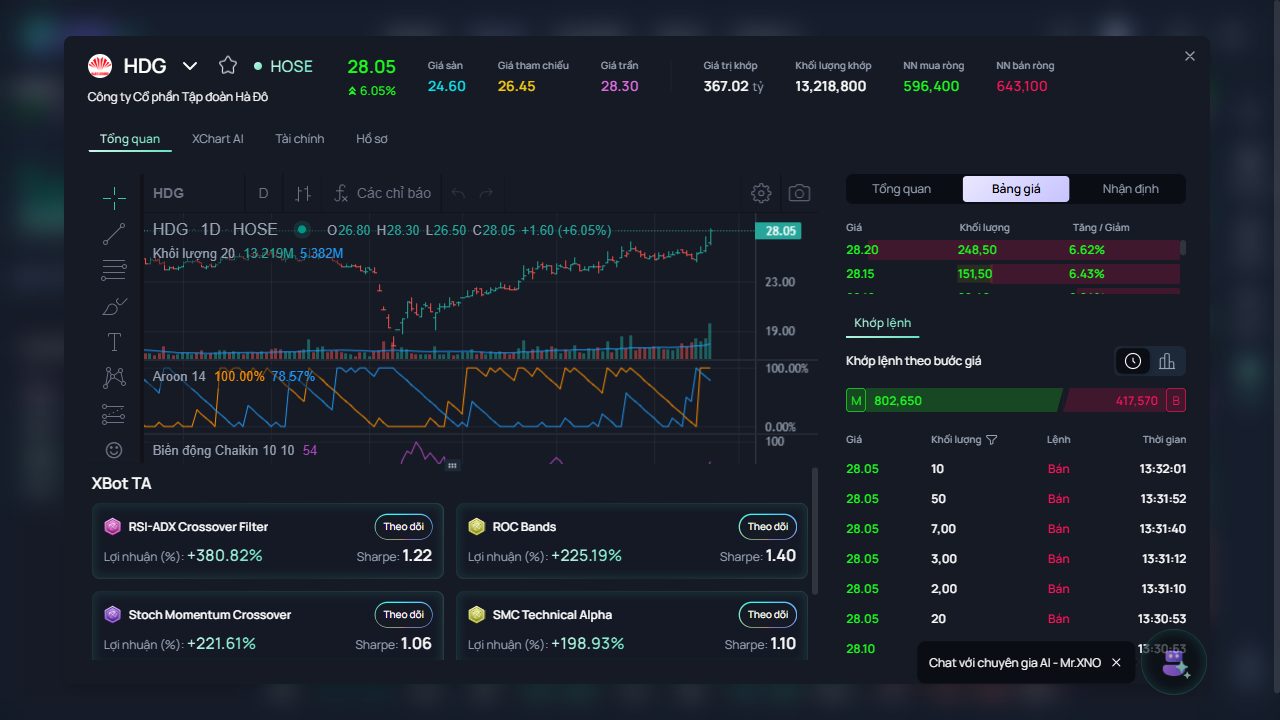 HDG
HOSE
Công ty Cổ phần Tập đoàn Hà Đô
28.05
6.05%
Giá sàn
24.60
Giá tham chiếu
26.45
Giá trần
28.30
Giá trị khớp
367.02 tỷ
Khối lượng khớp
13,218,800
NN mua ròng
596,400
NN bán ròng
643,100
Tổng quan XChart AI Tài chính Hồ sơ
HDG D Các chỉ báo
HDG 1D HOSE O26.80 H28.30 L26.50 C28.05 +1.60 (+6.05%)
Khối lượng 20 13.219M 5.382M
28.05
23.00
19.00
Aroon 14 100.00% 78.57%
100.00%
0.00%
Biến động Chaikin 10 10 54
100
XBot TA
RSI-ADX Crossover Filter Theo dõi
Lợi nhuận (%): +380.82% Sharpe: 1.22
ROC Bands Theo dõi
Lợi nhuận (%): +225.19% Sharpe: 1.40
Stoch Momentum Crossover Theo dõi
Lợi nhuận (%): +221.61% Sharpe: 1.06
SMC Technical Alpha Theo dõi
Lợi nhuận (%): +198.93% Sharpe: 1.10
Tổng quan Bảng giá Nhận định
Giá Khối lượng Tăng / Giảm
28.20 248,50 6.62%
28.15 151,50 6.43%
Khớp lệnh
Khớp lệnh theo bước giá
M 802,650 417,570 B
Giá Khối lượng Lệnh Thời gian
28.05 10 Bán 13:32:01
28.05 50 Bán 13:31:52
28.05 7,00 Bán 13:31:40
28.05 3,00 Bán 13:31:12
28.05 2,00 Bán 13:31:10
28.05 20 Bán 13:30:53
28.10 13:30:53
Chat với chuyên gia AI - Mr.XNO